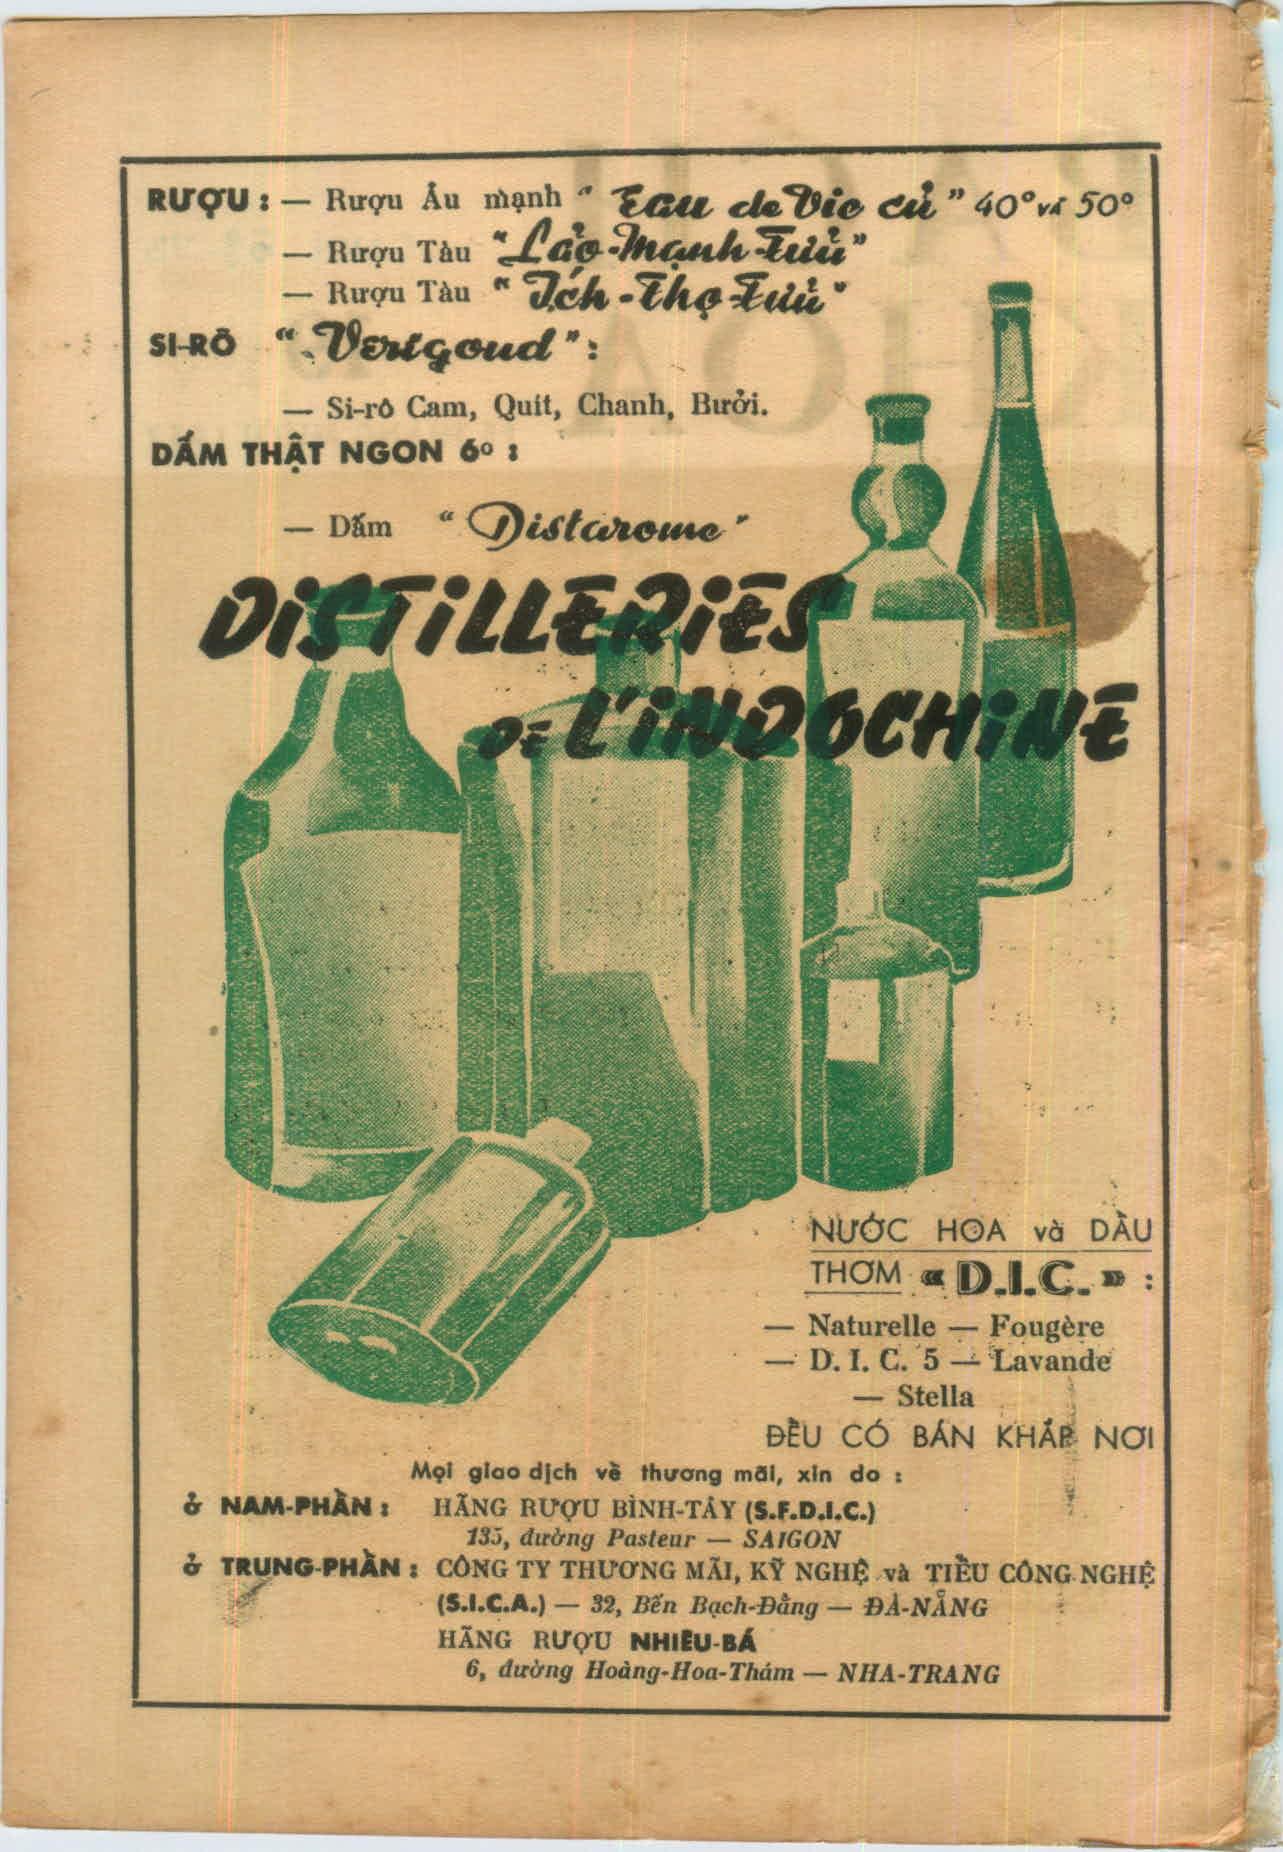 RƯỢU : — Rượu Âu mạnh " Eau de Vie củ " 40° và 50°
— Rượu Tàu " Lảo-Mạnh-Tửu "
— Rượu Tàu " Ích-Thọ-Tửu "
SI-RÔ " Verigoud " :
— Si-rô Cam, Quít, Chanh, Bưởi.
DẤM THẬT NGON 6° :
— Dấm " Distarome "
DISTILLERIES
DE L'INDOCHINE
NƯỚC HOA và DẦU
THƠM « D.I.C. » :
— Naturelle — Fougère
— D. I. C. 5 — Lavande
— Stella
ĐỀU CÓ BÁN KHẮP NƠI
Mọi giao dịch về thương mãi, xin do :
ở NAM-PHẦN : HÃNG RƯỢU BÌNH-TÂY (S.F.D.I.C.)
135, đường Pasteur — SAIGON
ở TRUNG-PHẦN : CÔNG TY THƯƠNG MÃI, KỸ NGHỆ và TIỂU CÔNG NGHỆ
(S.I.C.A.) — 32, Bến Bạch-Đằng — ĐÀ-NẴNG
HÃNG RƯỢU NHIÊU-BÁ
6, đường Hoàng-Hoa-Thám — NHA-TRANG